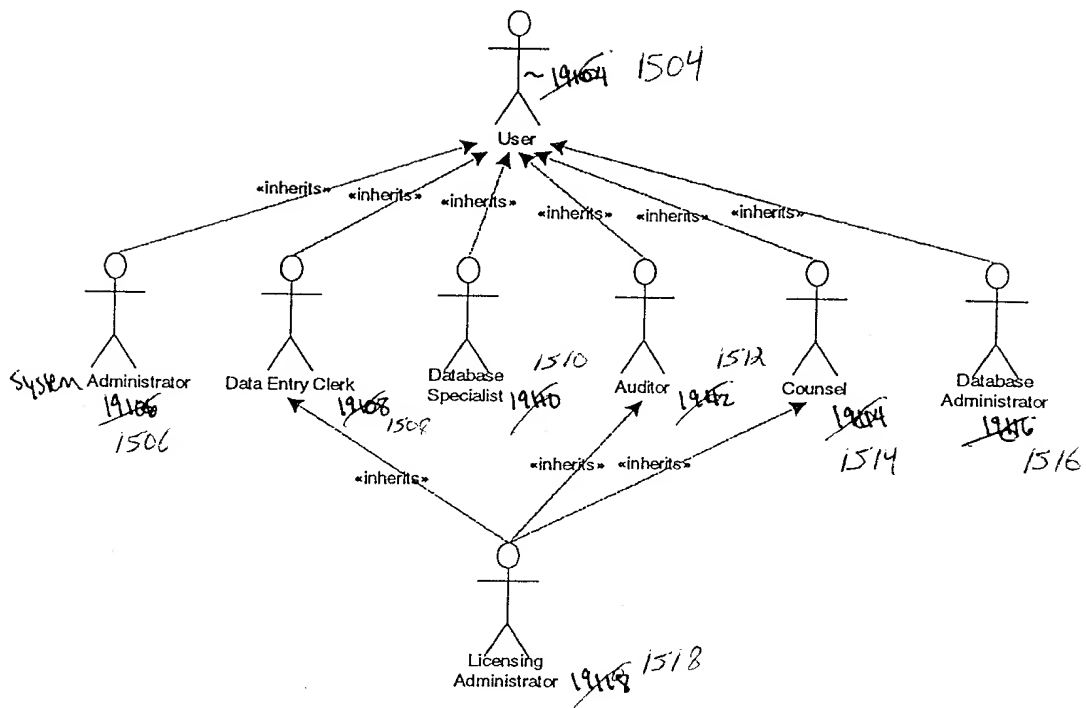 1504
User
«inherits» «inherits» «inherits» «inherits» «inherits» «inherits»
System Administrator
1506
Data Entry Clerk
1508
Database
Specialist
1510
Auditor
1512
Counsel
1514
Database
Administrator
1516
«inherits» «inherits» «inherits»
Licensing
Administrator
1518